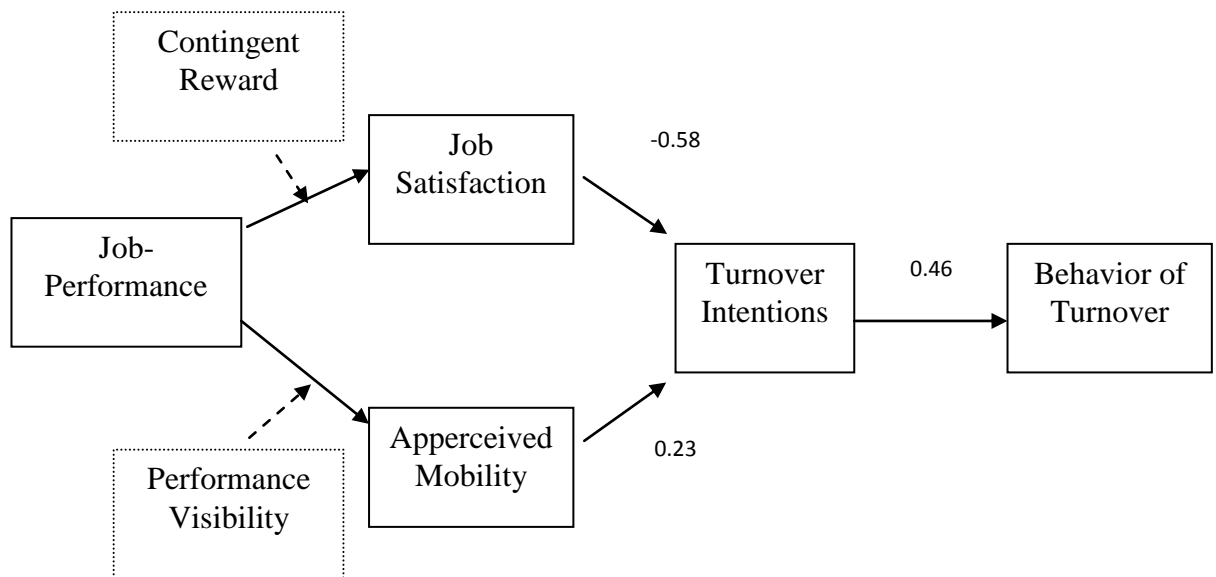 Contingent
Reward
Job
Satisfaction
-0.58
Job-
Performance
Turnover
Intentions
0.46
Behavior of
Turnover
Apperceived
Mobility
0.23
Performance
Visibility